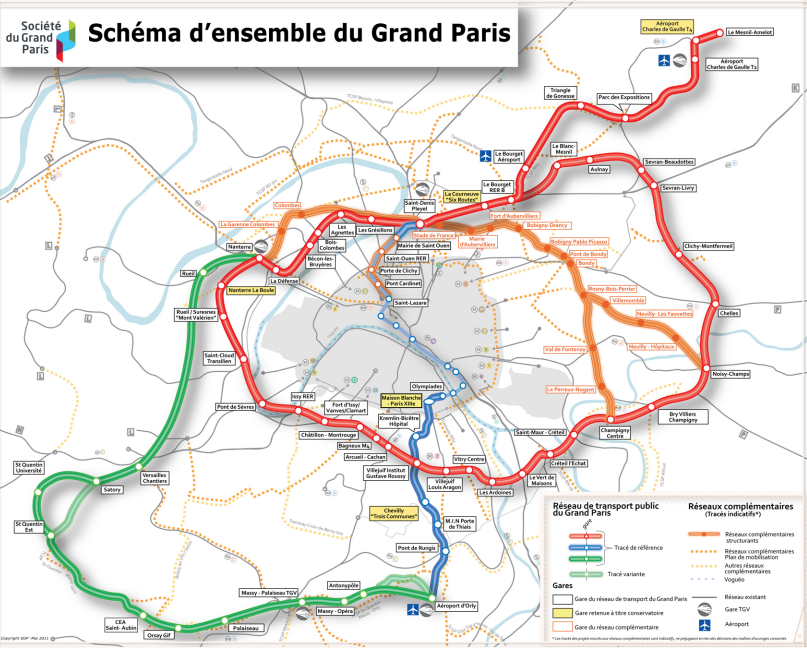 Société
du Grand
Paris
Schéma d'ensemble du Grand Paris
Aéroport
Charles de Gaulle T4
Le Mesnil-Amelot
Aéroport
Charles de Gaulle T2
Triangle
de Gonesse
Parc des Expositions
Le Bourget
Aéroport
Le Blanc-
Mesnil
Aulnay
Sevran-Beaudottes
Sevran-Livry
La Courneuve
"Six Routes"
Le Bourget
RER B
Saint-Denis
Pleyel
Colombes
La Garenne Colombes
Les
Agnettes
Les Grésillons
Stade de France
Mairie
d'Aubervilliers
Fort d'Aubervilliers
Bobigny-Drancy
Bobigny Pablo Picasso
Pont de Bondy
Bondy
Clichy-Montfermeil
Nanterre
Bois-
Colombes
Mairie de Saint Ouen
Bécon-les-
Bruyères
Saint-Ouen RER
Porte de Clichy
Pont Cardinet
Rueil
La Défense
Nanterre La Boule
Saint-Lazare
Rosny-Bois-Perrier
Villemomble
Neuilly- Les Fauvettes
Chelles
Rueil / Suresnes
"Mont Valérien"
Val de Fontenay
Neuilly - Hôpitaux
Saint-Cloud
Transilien
Noisy-Champs
Olympiades
Le Perreux-Nogent
Maison Blanche
- Paris XIIIe
Pont de Sèvres
Issy RER
Fort d'Issy/
Vanves/Clamart
Kremlin-Bicêtre
Hôpital
Bry Villiers
Champigny
Champigny
Centre
Châtillon - Montrouge
Saint-Maur - Créteil
Bagneux M4
Arcueil - Cachan
Créteil l'Echat
Vitry Centre
Villejuif Institut
Gustave Roussy
Villejuif
Louis Aragon
Le Vert de
Maisons
Les Ardoines
St Quentin
Université
Versailles
Chantiers
Satory
Chevilly
"Trois Communes"
M.I.N Porte
de Thiais
St Quentin
Est
Pont de Rungis
Antonypôle
Massy - Palaiseau TGV
Massy - Opéra
Aéroport d'Orly
CEA
Saint- Aubin
Orsay Gif
Palaiseau
Réseau de transport public
du Grand Paris
gare
Tracé de référence
Tracé variante
Gares
Gare du réseau de transport du Grand Paris
Gare retenue à titre conservatoire
Gare du réseau complémentaire
Réseaux complémentaires
(Tracés indicatifs*)
Réseaux complémentaires
structurants
Réseaux complémentaires
Plan de mobilisation
Autres réseaux
complémentaires
Voguéo
Réseau existant
Gare TGV
Aéroport
Copyright SGP - Mai 2011